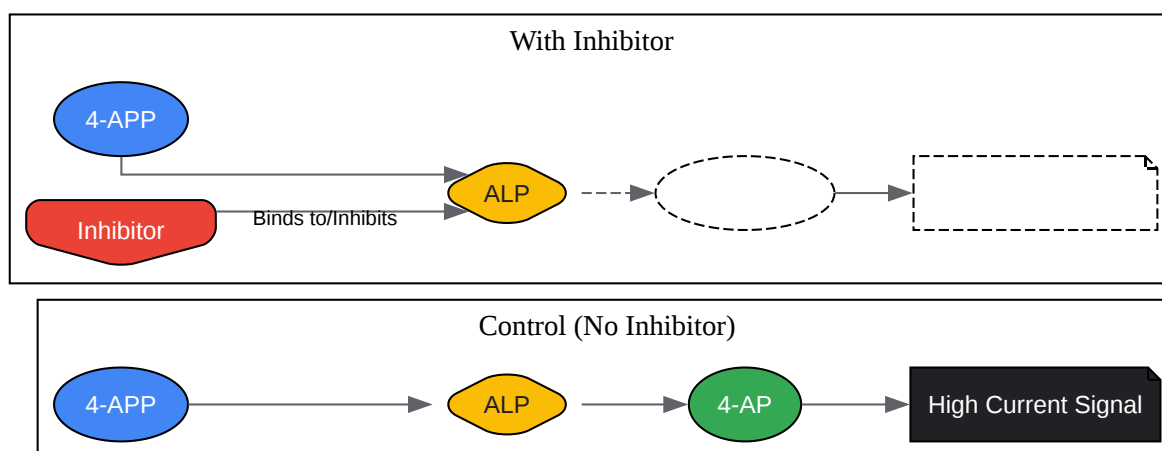 With Inhibitor
4-APP
ALP
Inhibitor
Binds to/Inhibits
Control (No Inhibitor)
4-APP
ALP
4-AP
High Current Signal